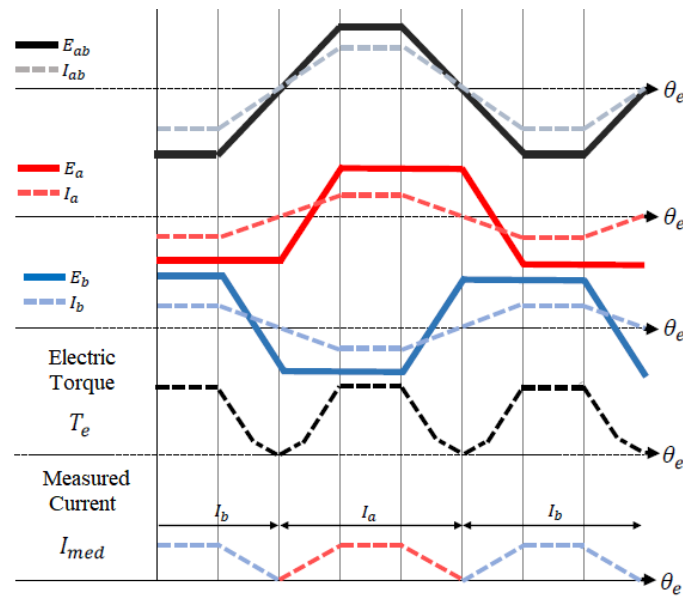 E_ab
I_ab
θ_e
E_a
I_a
θ_e
E_b
I_b
θ_e
Electric
Torque
T_e
θ_e
Measured
Current
I_b
I_a
I_b
I_med
θ_e